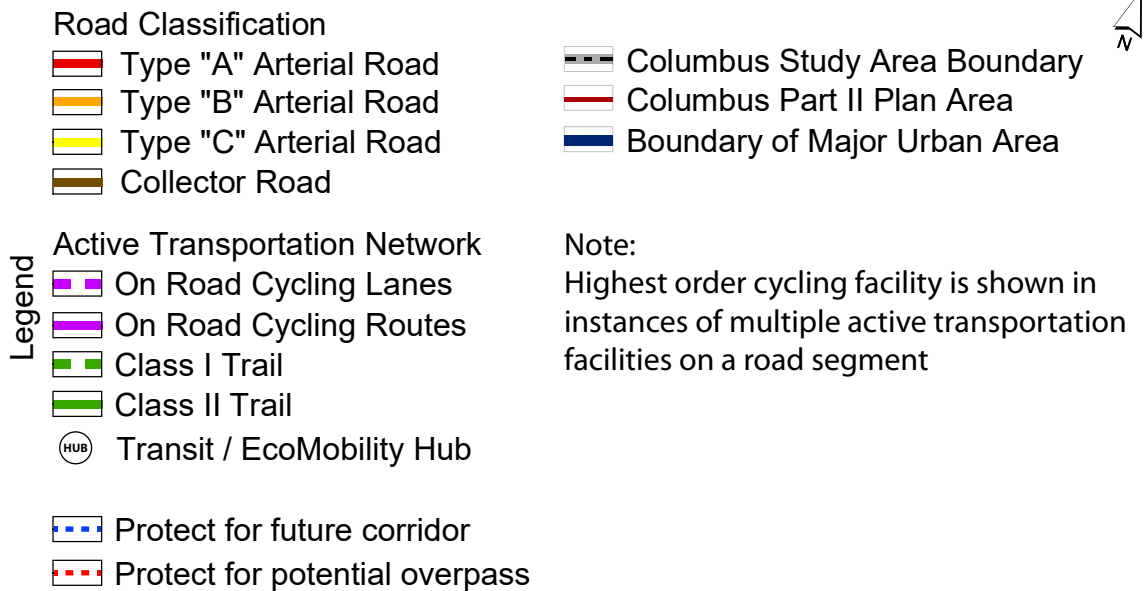 Road Classification
Type "A" Arterial Road
Type "B" Arterial Road
Type "C" Arterial Road
Collector Road
Active Transportation Network
On Road Cycling Lanes
On Road Cycling Routes
Class I Trail
Class II Trail
HUB Transit / EcoMobility Hub
Protect for future corridor
Protect for potential overpass
Legend
N
Columbus Study Area Boundary
Columbus Part II Plan Area
Boundary of Major Urban Area
Note:
Highest order cycling facility is shown in
instances of multiple active transportation
facilities on a road segment